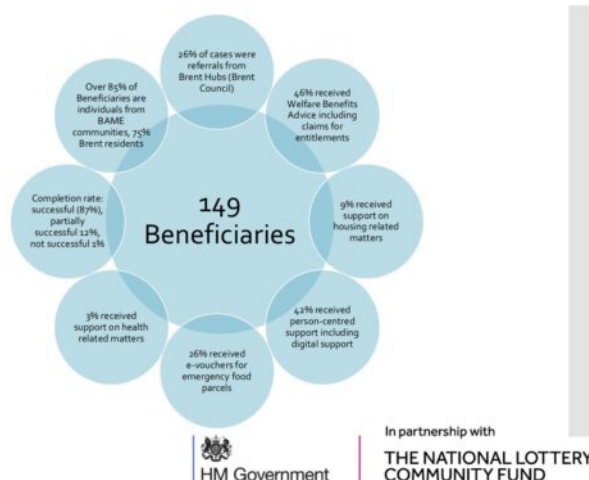 26% of cases were
referrals from
Brent Hubs (Brent
Council)
46% received
Welfare Benefits
Advice including
claims for
entitlements
9% received
support on
housing related
matters
42% received
person-centred
support including
digital support
26% received
e-vouchers for
emergency food
parcels
3% received
support on health
related matters
Completion rate:
successful (87%),
partially
successful 12%,
not successful 1%
Over 85% of
Beneficiaries are
individuals from
BAME
communities, 75%
Brent residents
149
Beneficiaries
HM Government
In partnership with
THE NATIONAL LOTTERY
COMMUNITY FUND